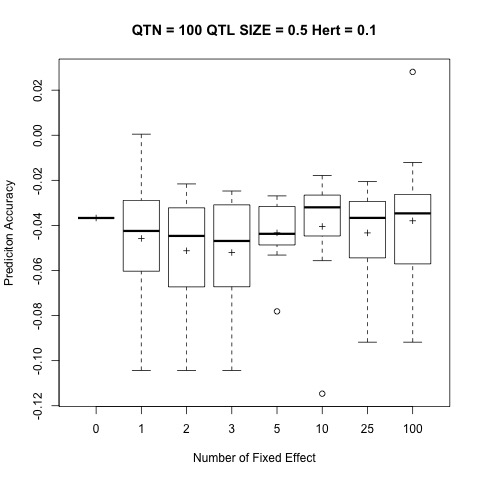 QTN = 100 QTL SIZE = 0.5 Hert = 0.1
Prediciton Accuracy
0.02
0.00
-0.02
-0.04
-0.06
-0.08
-0.10
-0.12
0 1 2 3 5 10 25 100
Number of Fixed Effect